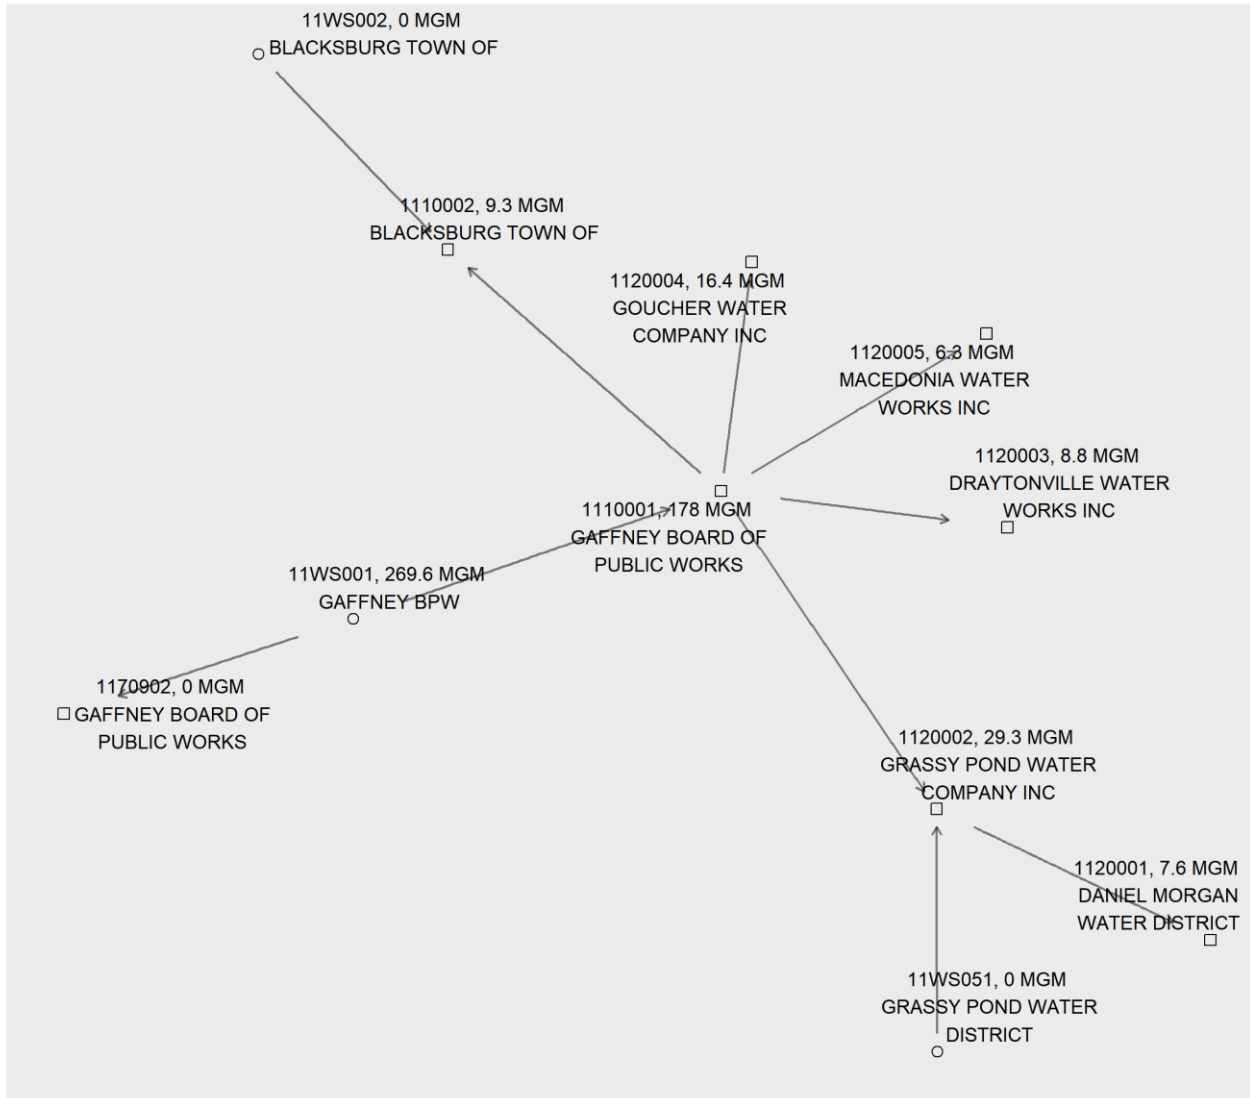 11WS002, 0 MGM
BLACKSBURG TOWN OF
1110002, 9.3 MGM
BLACKSBURG TOWN OF
1120004, 16.4 MGM
GOUCHER WATER
COMPANY INC
1120005, 6.3 MGM
MACEDONIA WATER
WORKS INC
1120003, 8.8 MGM
DRAYTONVILLE WATER
WORKS INC
1110001, 178 MGM
GAFFNEY BOARD OF
PUBLIC WORKS
11WS001, 269.6 MGM
GAFFNEY BPW
1170902, 0 MGM
GAFFNEY BOARD OF
PUBLIC WORKS
1120002, 29.3 MGM
GRASSY POND WATER
COMPANY INC
1120001, 7.6 MGM
DANIEL MORGAN
WATER DISTRICT
11WS051, 0 MGM
GRASSY POND WATER
DISTRICT